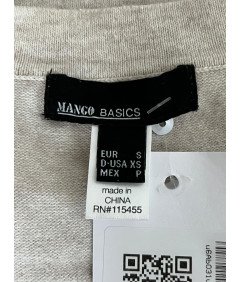 MANGO BASICS
EUR S
D-USA XS
MEX P
made in
CHINA
RN#115455